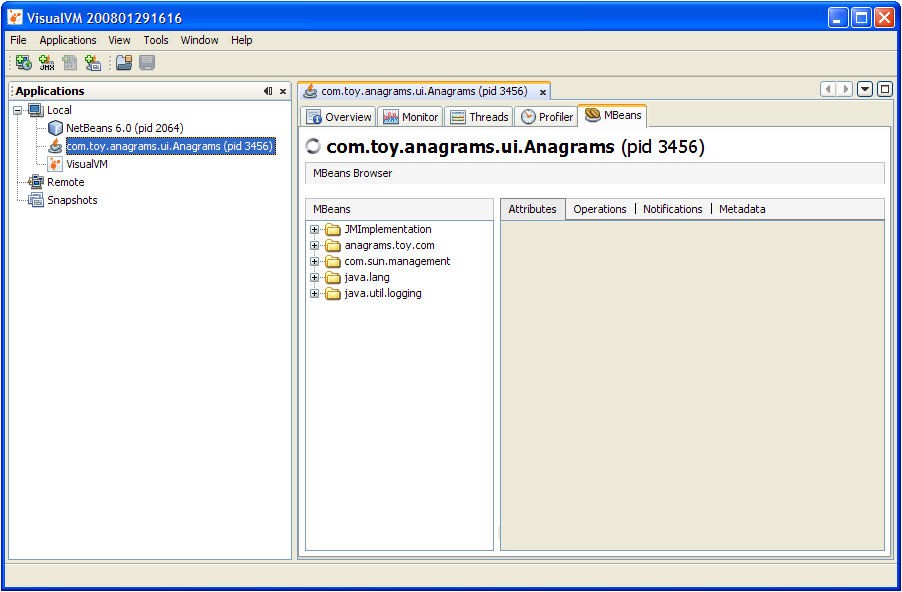 VisualVM 200801291616
File Applications View Tools Window Help
JMX
Applications
Local
NetBeans 6.0 (pid 2064)
com.toy.anagrams.ui.Anagrams (pid 3456)
VisualVM
Remote
Snapshots
com.toy.anagrams.ui.Anagrams (pid 3456)
Overview Monitor Threads Profiler MBeans
com.toy.anagrams.ui.Anagrams (pid 3456)
MBeans Browser
MBeans
JMImplementation
anagrams.toy.com
com.sun.management
java.lang
java.util.logging
Attributes Operations Notifications Metadata